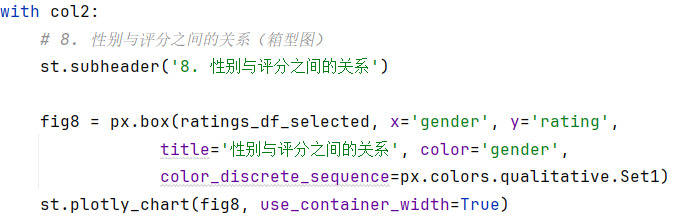 with col2:
    # 8. 性别与评分之间的关系（箱型图）
    st.subheader('8. 性别与评分之间的关系')

    fig8 = px.box(ratings_df_selected, x='gender', y='rating',
                  title='性别与评分之间的关系', color='gender',
                  color_discrete_sequence=px.colors.qualitative.Set1)
    st.plotly_chart(fig8, use_container_width=True)